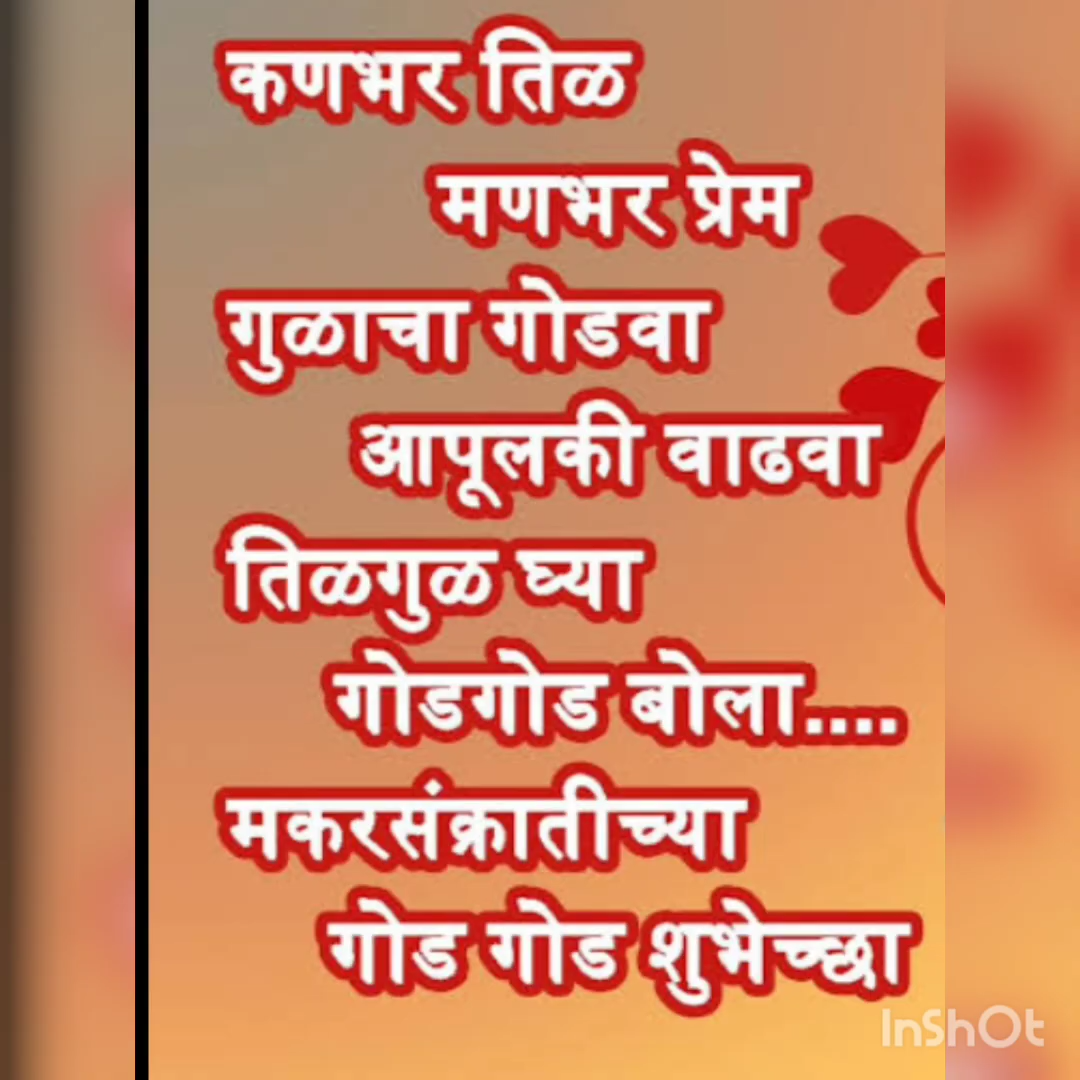 कणभर तिळ
मणभर प्रेम
गुळाचा गोडवा
आपूलकी वाढवा
तिळगुळ घ्या
गोडगोड बोला....
मकरसंक्रातीच्या
गोड गोड शुभेच्छा
InShOt